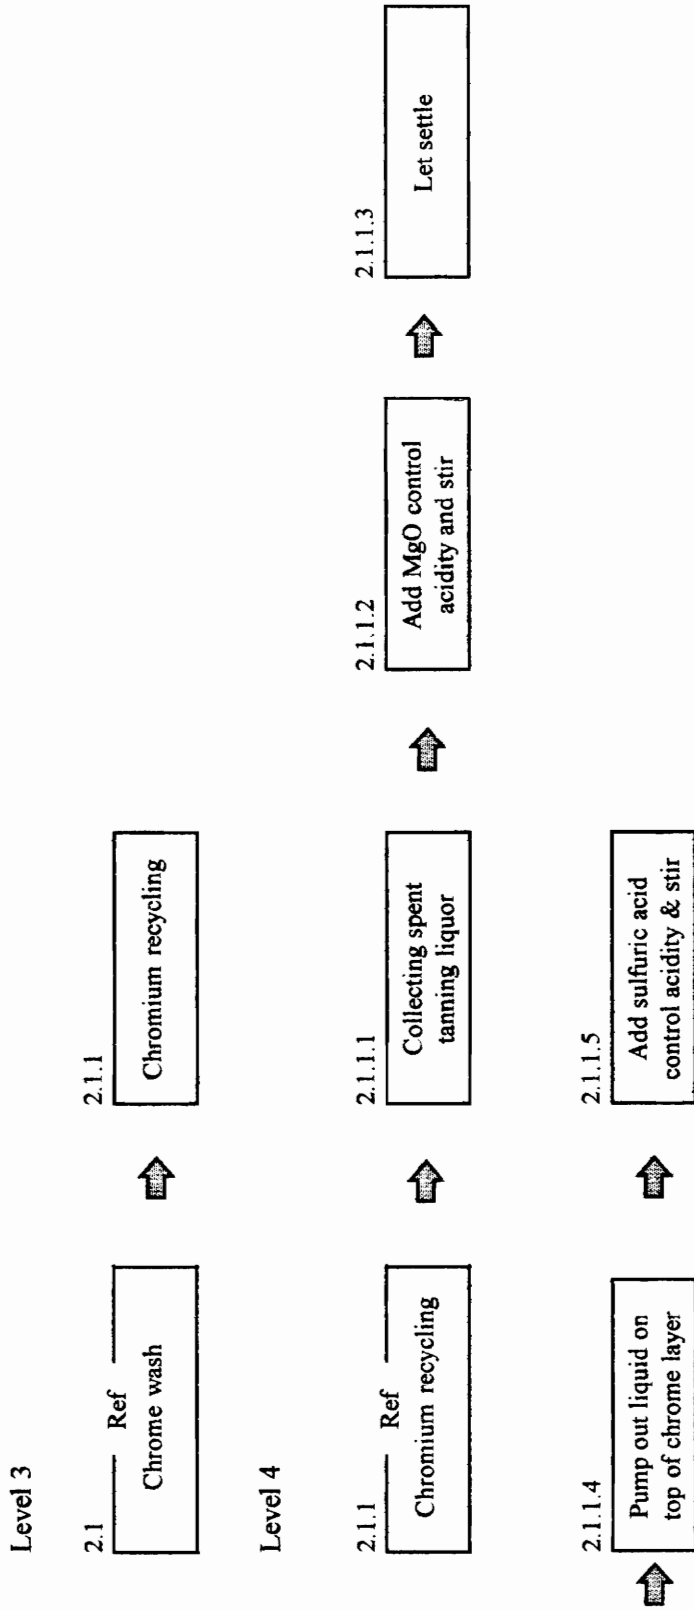 Level 3
2.1
Ref
Chrome wash
2.1.1
Chromium recycling
Level 4
2.1.1
Ref
Chromium recycling
2.1.1.1
Collecting spent
tanning liquor
2.1.1.2
Add MgO control
acidity and stir
2.1.1.3
Let settle
2.1.1.4
Pump out liquid on
top of chrome layer
2.1.1.5
Add sulfuric acid
control acidity & stir